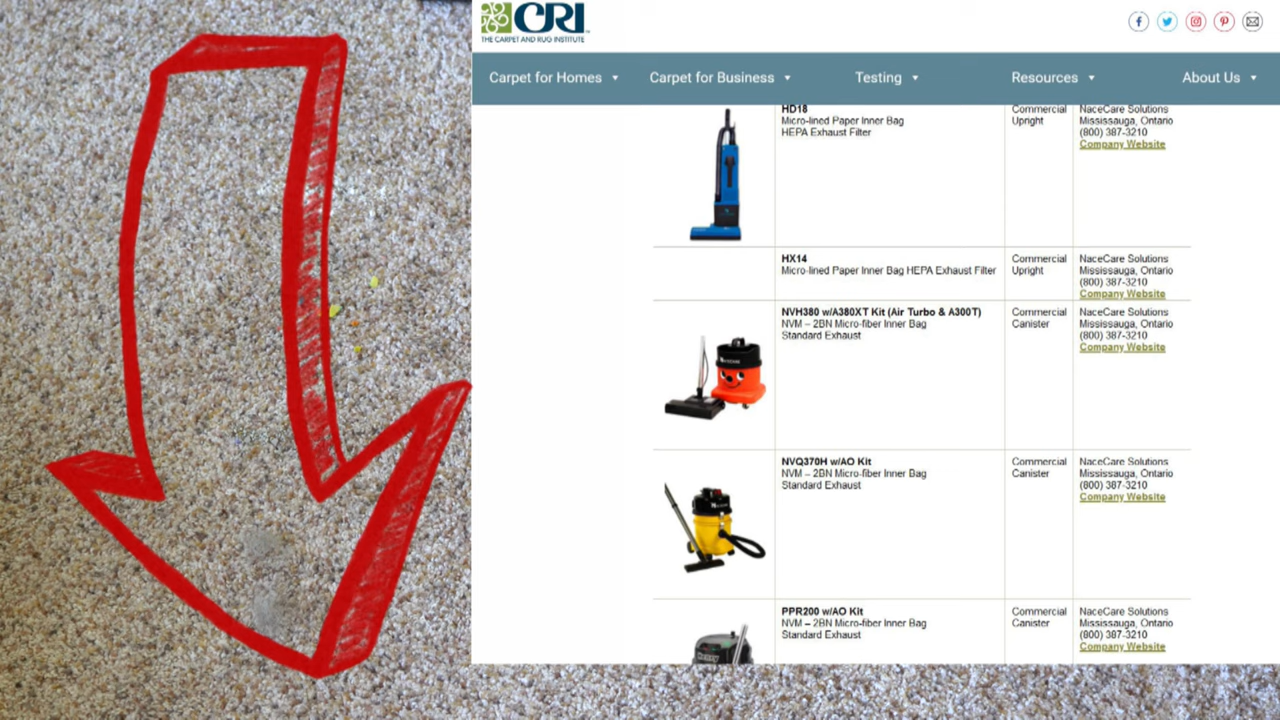 CRI
THE CARPET AND RUG INSTITUTE
Carpet for Homes Carpet for Business Testing Resources About Us
HD18 Commercial NaceCare Solutions
Micro-lined Paper Inner Bag Upright Mississauga, Ontario
HEPA Exhaust Filter (800) 387-3210
Company Website
HX14 Commercial NaceCare Solutions
Micro-lined Paper Inner Bag HEPA Exhaust Filter Upright Mississauga, Ontario
(800) 387-3210
Company Website
NVH380 w/A380XT Kit (Air Turbo & A300T) Commercial NaceCare Solutions
NVM – 2BN Micro-fiber Inner Bag Canister Mississauga, Ontario
Standard Exhaust (800) 387-3210
Company Website
NVQ370H w/AO Kit Commercial NaceCare Solutions
NVM – 2BN Micro-fiber Inner Bag Canister Mississauga, Ontario
Standard Exhaust (800) 387-3210
Company Website
PPR200 w/AO Kit Commercial NaceCare Solutions
NVM – 2BN Micro-fiber Inner Bag Canister Mississauga, Ontario
Standard Exhaust (800) 387-3210
Company Website